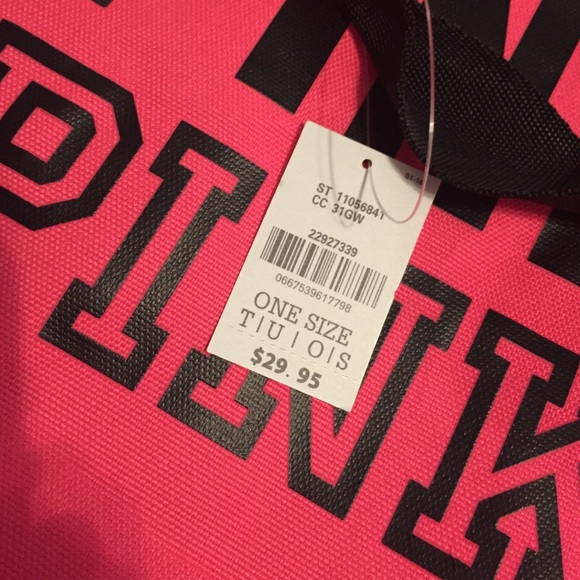 PINK
ST 11056841
CC 31GW
22927339
0667539617798
ONE SIZE
T|U|O|S
$29.95